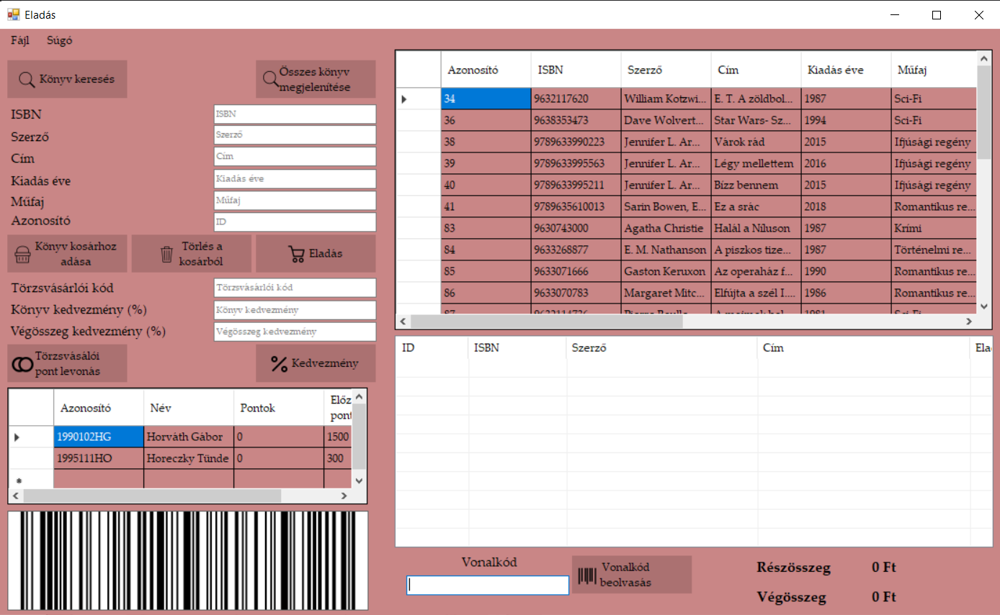 Eladás
Fájl Súgó
Könyv keresés
Összes könyv
megjelenítése
ISBN ISBN
Szerző Szerző
Cím Cím
Kiadás éve Kiadás éve
Műfaj Műfaj
Azonosító ID
Könyv kosárhoz
adása
Törlés a
kosárból
Eladás
Törzsvásárlói kód Törzsvásárlói kód
Könyv kedvezmény (%) Könyv kedvezmény
Végösszeg kedvezmény (%) Végösszeg kedvezmény
Törzsvásálói
pont levonás
% Kedvezmény
Azonosító Név Pontok Előz
pont
1990102HG Horváth Gábor 0 1500
1995111HO Horeczky Tünde 0 300
Azonosító ISBN Szerző Cím Kiadás éve Műfaj
34 9632117620 William Kotzwi... E. T. A zöldbol... 1987 Sci-Fi
36 9638353473 Dave Wolvert... Star Wars- Sz... 1994 Sci-Fi
38 9789633990223 Jennifer L. Ar... Várok rád 2015 Ifjúsági regény
39 9789633995563 Jennifer L. Ar... Légy mellettem 2016 Ifjúsági regény
40 9789633995211 Jennifer L. Ar... Bízz bennem 2015 Ifjúsági regény
41 9789635610013 Sarin Bowen, E... Ez a srác 2018 Romantikus re...
83 9630743000 Agatha Christie Halál a Níluson 1987 Krimi
84 9633268877 E. M. Nathanson A piszkos tize... 1987 Történelmi re...
85 9633071666 Gaston Keruxon Az operaház f... 1990 Romantikus re...
86 9633070783 Margaret Mitc... Elfújta a szél I.... 1986 Romantikus re...
ID ISBN Szerző Cím Ela
Vonalkód
Vonalkód
beolvasás
Részösszeg 0 Ft
Végösszeg 0 Ft